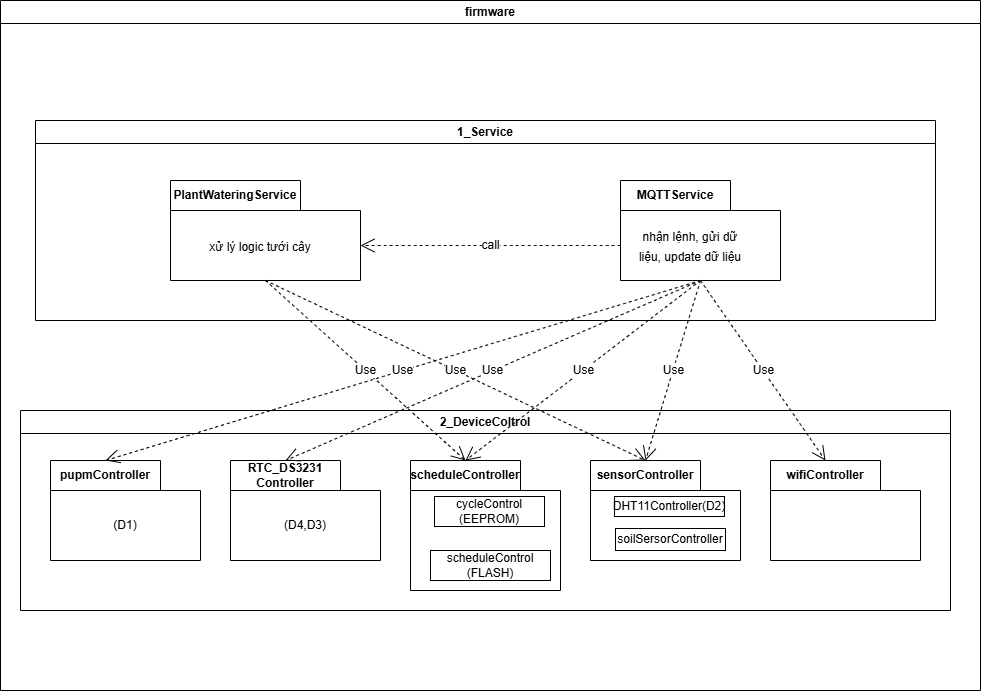 firmware
1_Service
PlantWateringService
xử lý logic tưới cây
MQTTService
nhận lệnh, gửi dữ
liệu, update dữ liệu
call
Use
Use
Use
Use
Use
Use
Use
2_DeviceColtrol
pupmController
(D1)
RTC_DS3231
Controller
(D4,D3)
scheduleController
cycleControl
(EEPROM)
scheduleControl
(FLASH)
sensorController
DHT11Controller(D2)
soilSersorController
wifiController